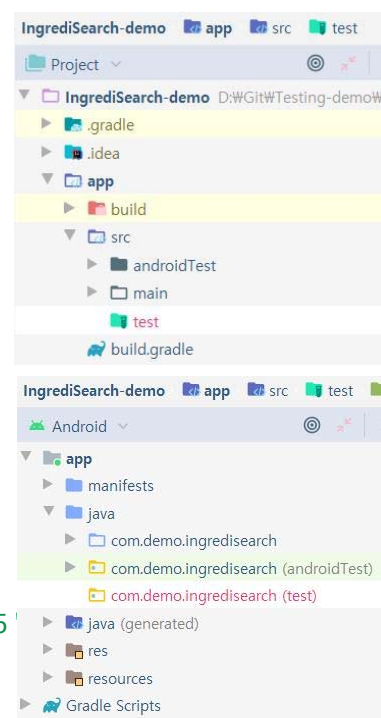 IngrediSearch-demo app src test
Project
IngrediSearch-demo D:₩Git₩Testing-demo₩
.gradle
.idea
app
build
src
androidTest
main
test
build.gradle
IngrediSearch-demo app src test
Android
app
manifests
java
com.demo.ingredisearch
com.demo.ingredisearch (androidTest)
com.demo.ingredisearch (test)
5 java (generated)
res
resources
Gradle Scripts